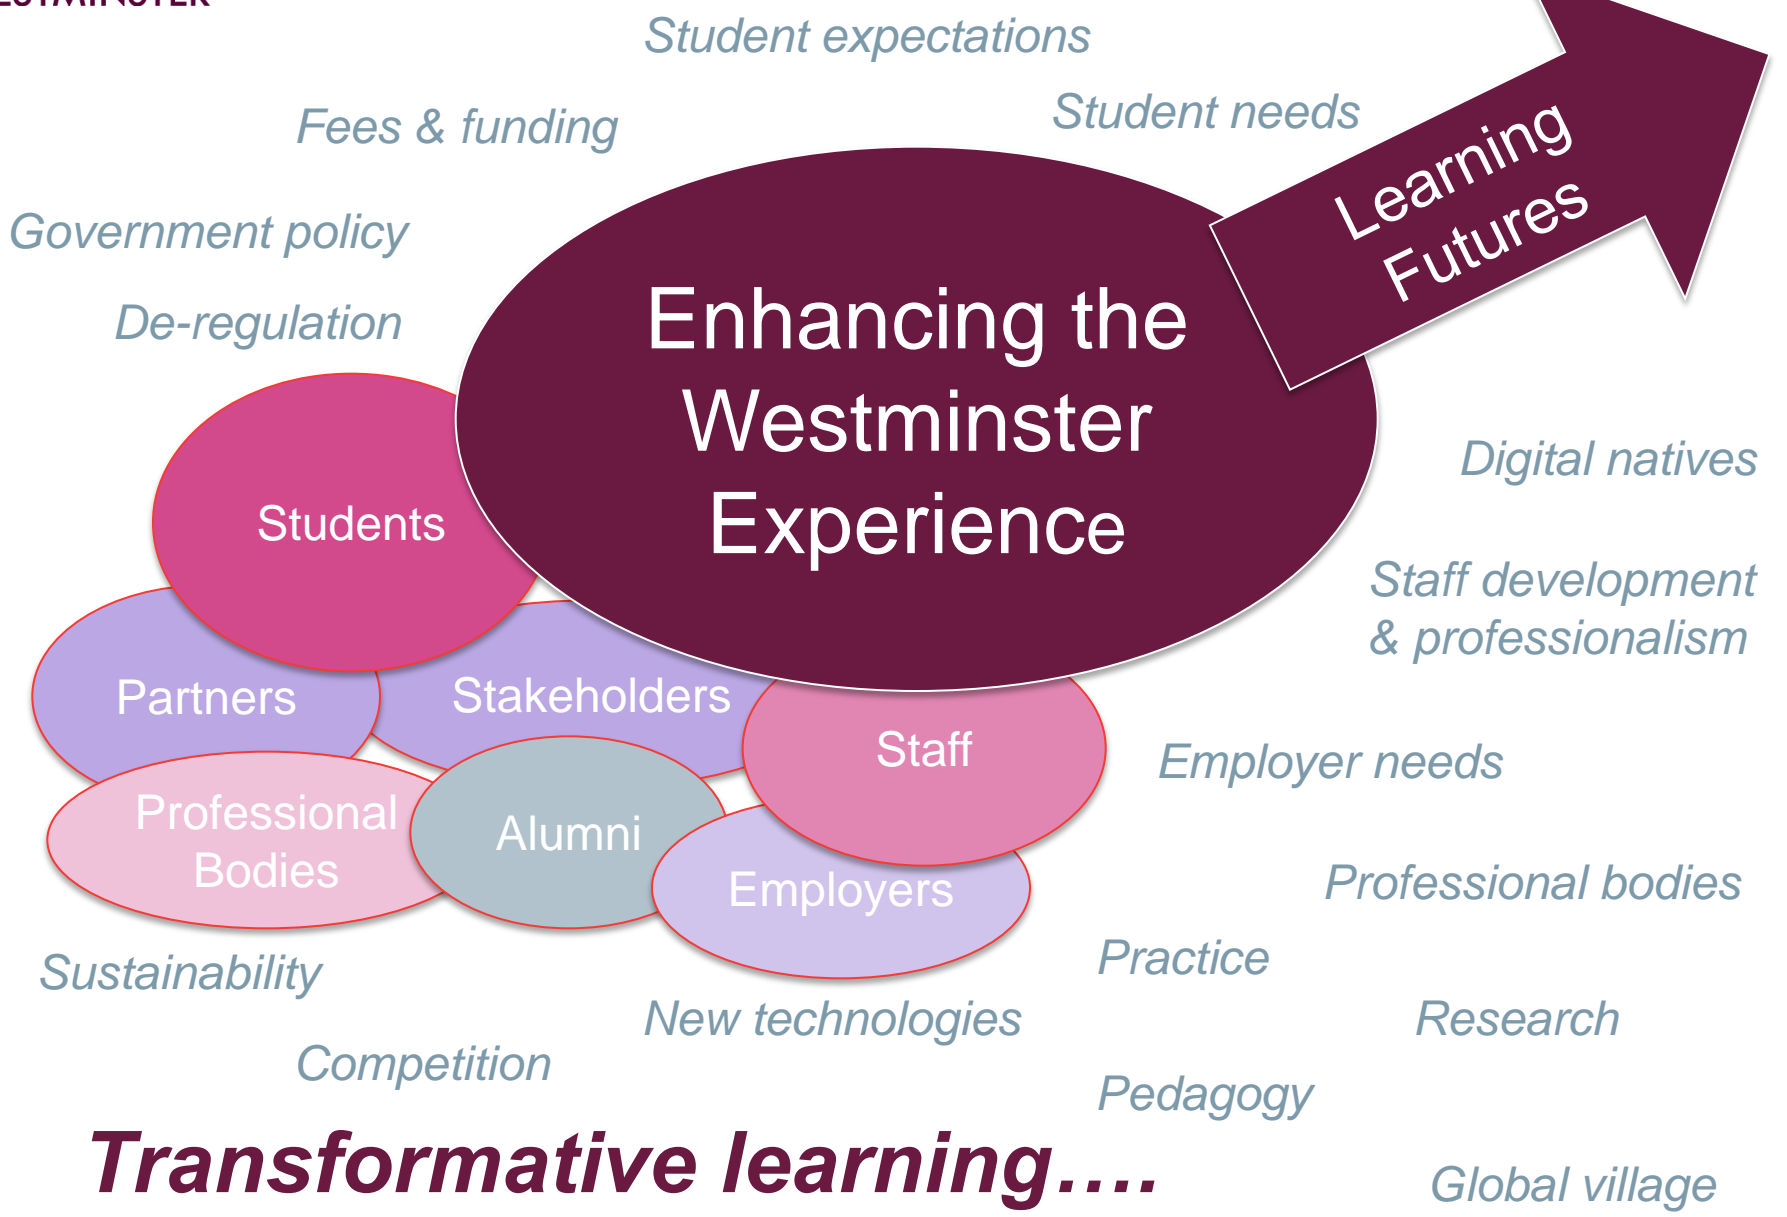 Student expectations
Student needs
Fees & funding
Learning
Futures
Government policy
De-regulation
Enhancing the
Westminster
Experience
Digital natives
Students
Staff development
& professionalism
Partners
Stakeholders
Staff
Employer needs
Professional
Bodies
Alumni
Employers
Professional bodies
Sustainability
Practice
New technologies
Research
Competition
Pedagogy
Transformative learning....
Global village